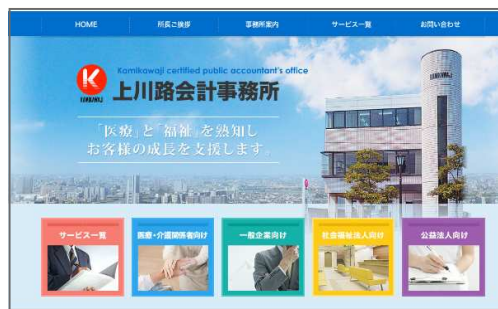 HOME
所長ご挨拶
事務所案内
サービス一覧
お問い合わせ
K
KAMIKAWAJI
Kamikawaji certified public accountant's office
上川路会計事務所
「医療」と「福祉」を熟知し
お客様の成長を支援します。
サービス一覧
医療・介護関係者向け
一般企業向け
社会福祉法人向け
公益法人向け